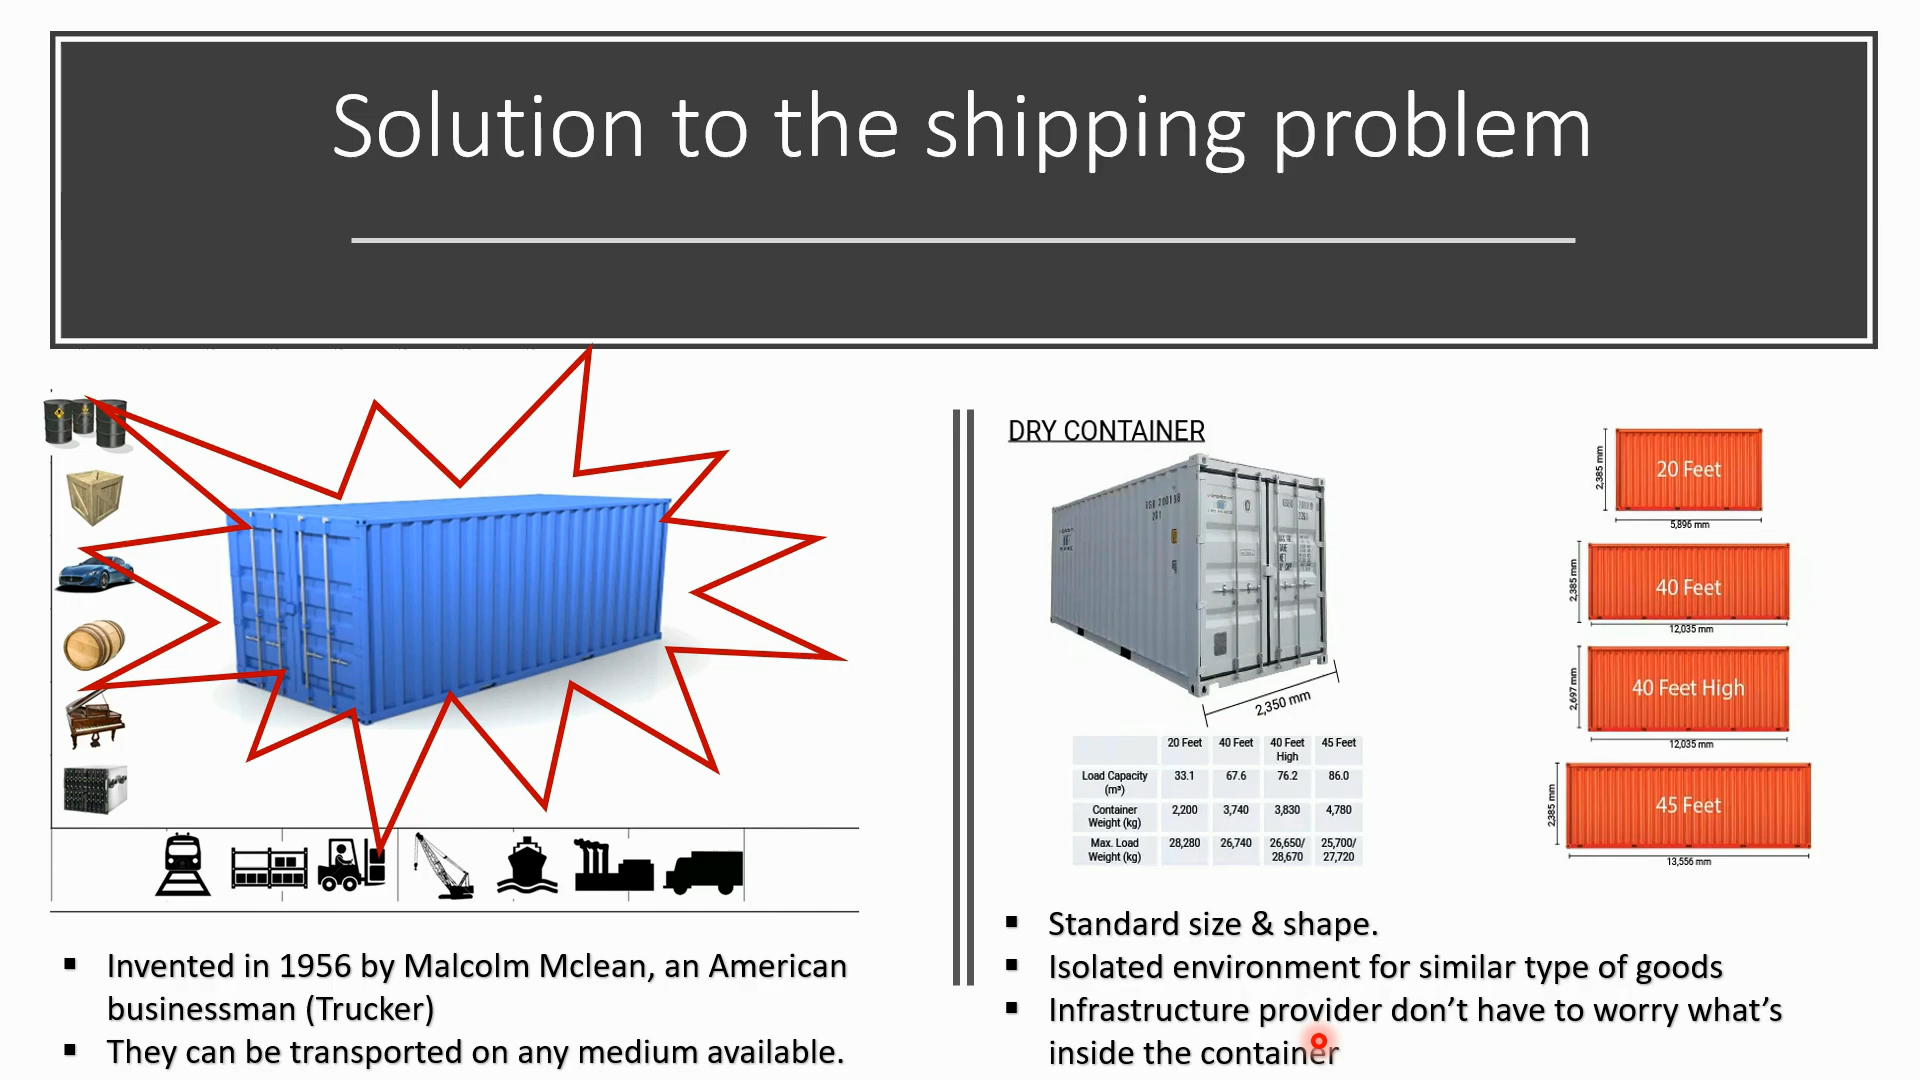 Solution to the shipping problem
Invented in 1956 by Malcolm Mclean, an American
businessman (Trucker)
They can be transported on any medium available.
DRY CONTAINER
2,350 mm
20 Feet 40 Feet 40 Feet High 45 Feet
Load Capacity (m³) 33.1 67.6 76.2 86.0
Container Weight (kg) 2,200 3,740 3,830 4,780
Max. Load Weight (kg) 28,280 26,740 26,650/28,670 25,700/27,720
2,385 mm
20 Feet
5,896 mm
2,385 mm
40 Feet
12,035 mm
2,697 mm
40 Feet High
12,035 mm
2,385 mm
45 Feet
13,556 mm
Standard size & shape.
Isolated environment for similar type of goods
Infrastructure provider don’t have to worry what’s
inside the container